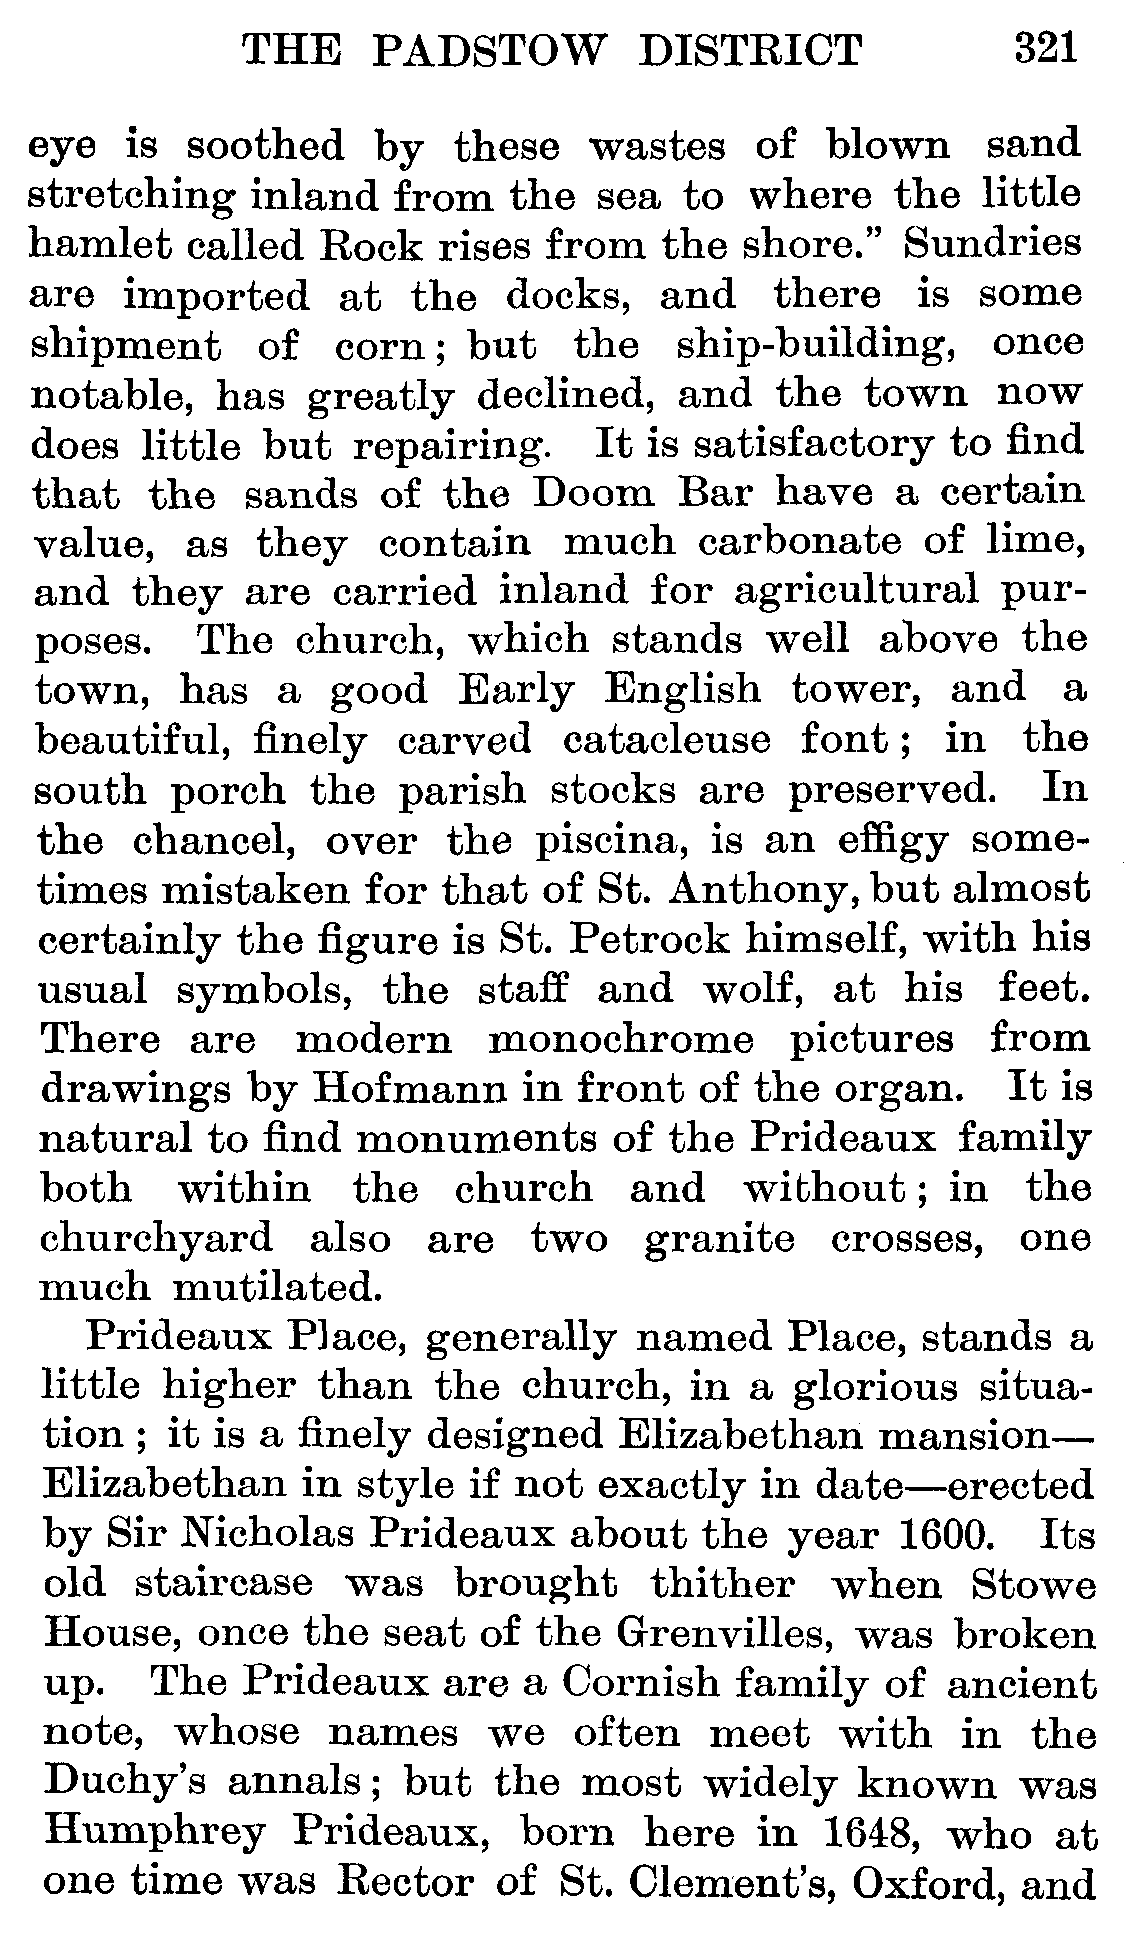 THE PADSTOW DISTRICT 321
eye is soothed by these wastes of blown sand
stretching inland from the sea to where the little
hamlet called Rock rises from the shore.” Sundries
are imported at the docks, and there is some
shipment of corn; but the ship-building, once
notable, has greatly declined, and the town now
does little but repairing. It is satisfactory to find
that the sands of the Doom Bar have a certain
value, as they contain much carbonate of lime,
and they are carried inland for agricultural pur-
poses. The church, which stands well above the
town, has a good Early English tower, and a
beautiful, finely carved catacleuse font; in the
south porch the parish stocks are preserved. In
the chancel, over the piscina, is an effigy some-
times mistaken for that of St. Anthony, but almost
certainly the figure is St. Petrock himself, with his
usual symbols, the staff and wolf, at his feet.
There are modern monochrome pictures from
drawings by Hofmann in front of the organ. It is
natural to find monuments of the Prideaux family
both within the church and without; in the
churchyard also are two granite crosses, one
much mutilated.
Prideaux Place, generally named Place, stands a
little higher than the church, in a glorious situa-
tion; it is a finely designed Elizabethan mansion—
Elizabethan in style if not exactly in date—erected
by Sir Nicholas Prideaux about the year 1600. Its
old staircase was brought thither when Stowe
House, once the seat of the Grenvilles, was broken
up. The Prideaux are a Cornish family of ancient
note, whose names we often meet with in the
Duchy’s annals; but the most widely known was
Humphrey Prideaux, born here in 1648, who at
one time was Rector of St. Clement’s, Oxford, and